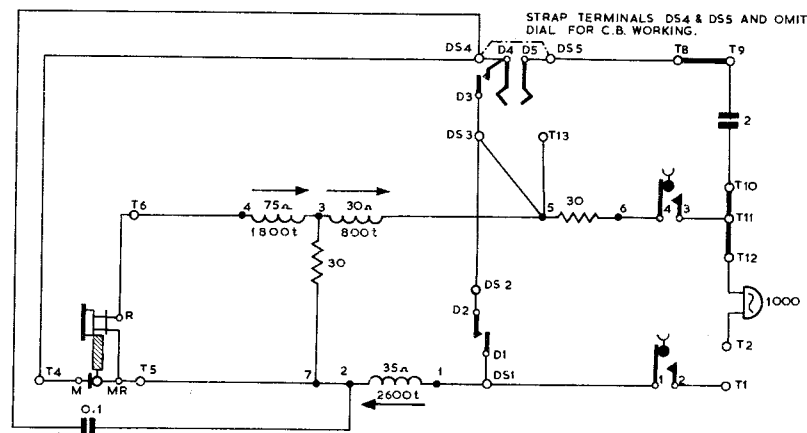 STRAP TERMINALS DS4 & DS5 AND OMIT
DIAL FOR C.B. WORKING.
DS4 D4 D5 DS5 T8 T9
D3
2
DS3 T13
T10
T6 4 75Ω 3 30Ω 5 30 6 4 3 T11
1800t 800t
30
T12
DS2
D2
1000
R
T2
D1
T4 M MR T5 7 2 35Ω 1 DS1 1 2 T1
2600t
0.1